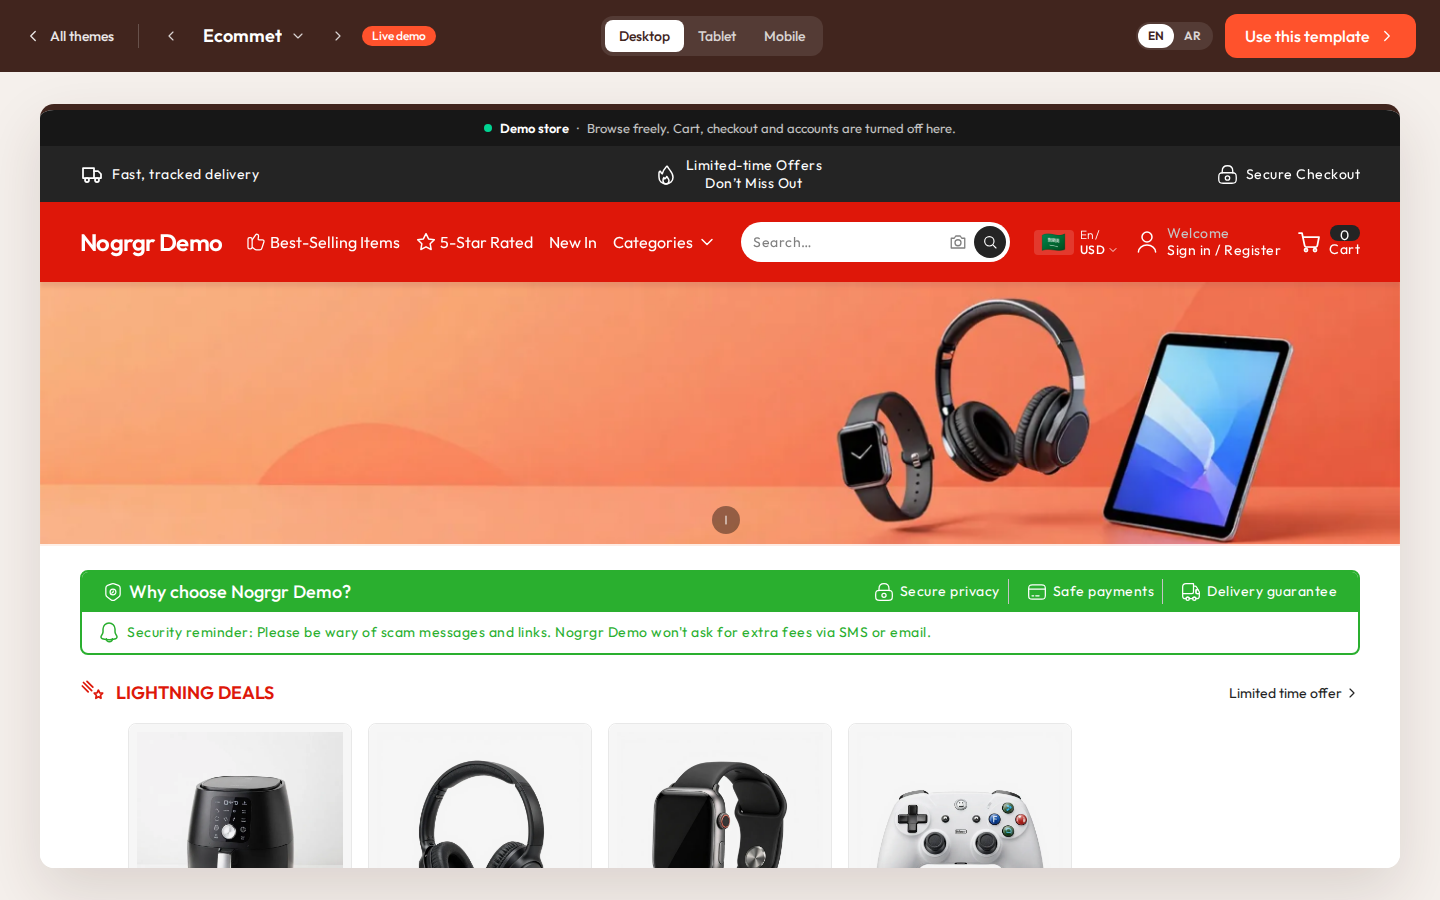 All themes
Ecommet
Live demo
Desktop
Tablet
Mobile
EN
AR
Use this template
Demo store · Browse freely. Cart, checkout and accounts are turned off here.
Fast, tracked delivery
Limited-time Offers
Don't Miss Out
Secure Checkout
Nogrgr Demo
Best-Selling Items
5-Star Rated
New In
Categories
Search...
En/
USD
Welcome
Sign in / Register
0
Cart
Why choose Nogrgr Demo?
Secure privacy
Safe payments
Delivery guarantee
Security reminder: Please be wary of scam messages and links. Nogrgr Demo won't ask for extra fees via SMS or email.
LIGHTNING DEALS
Limited time offer